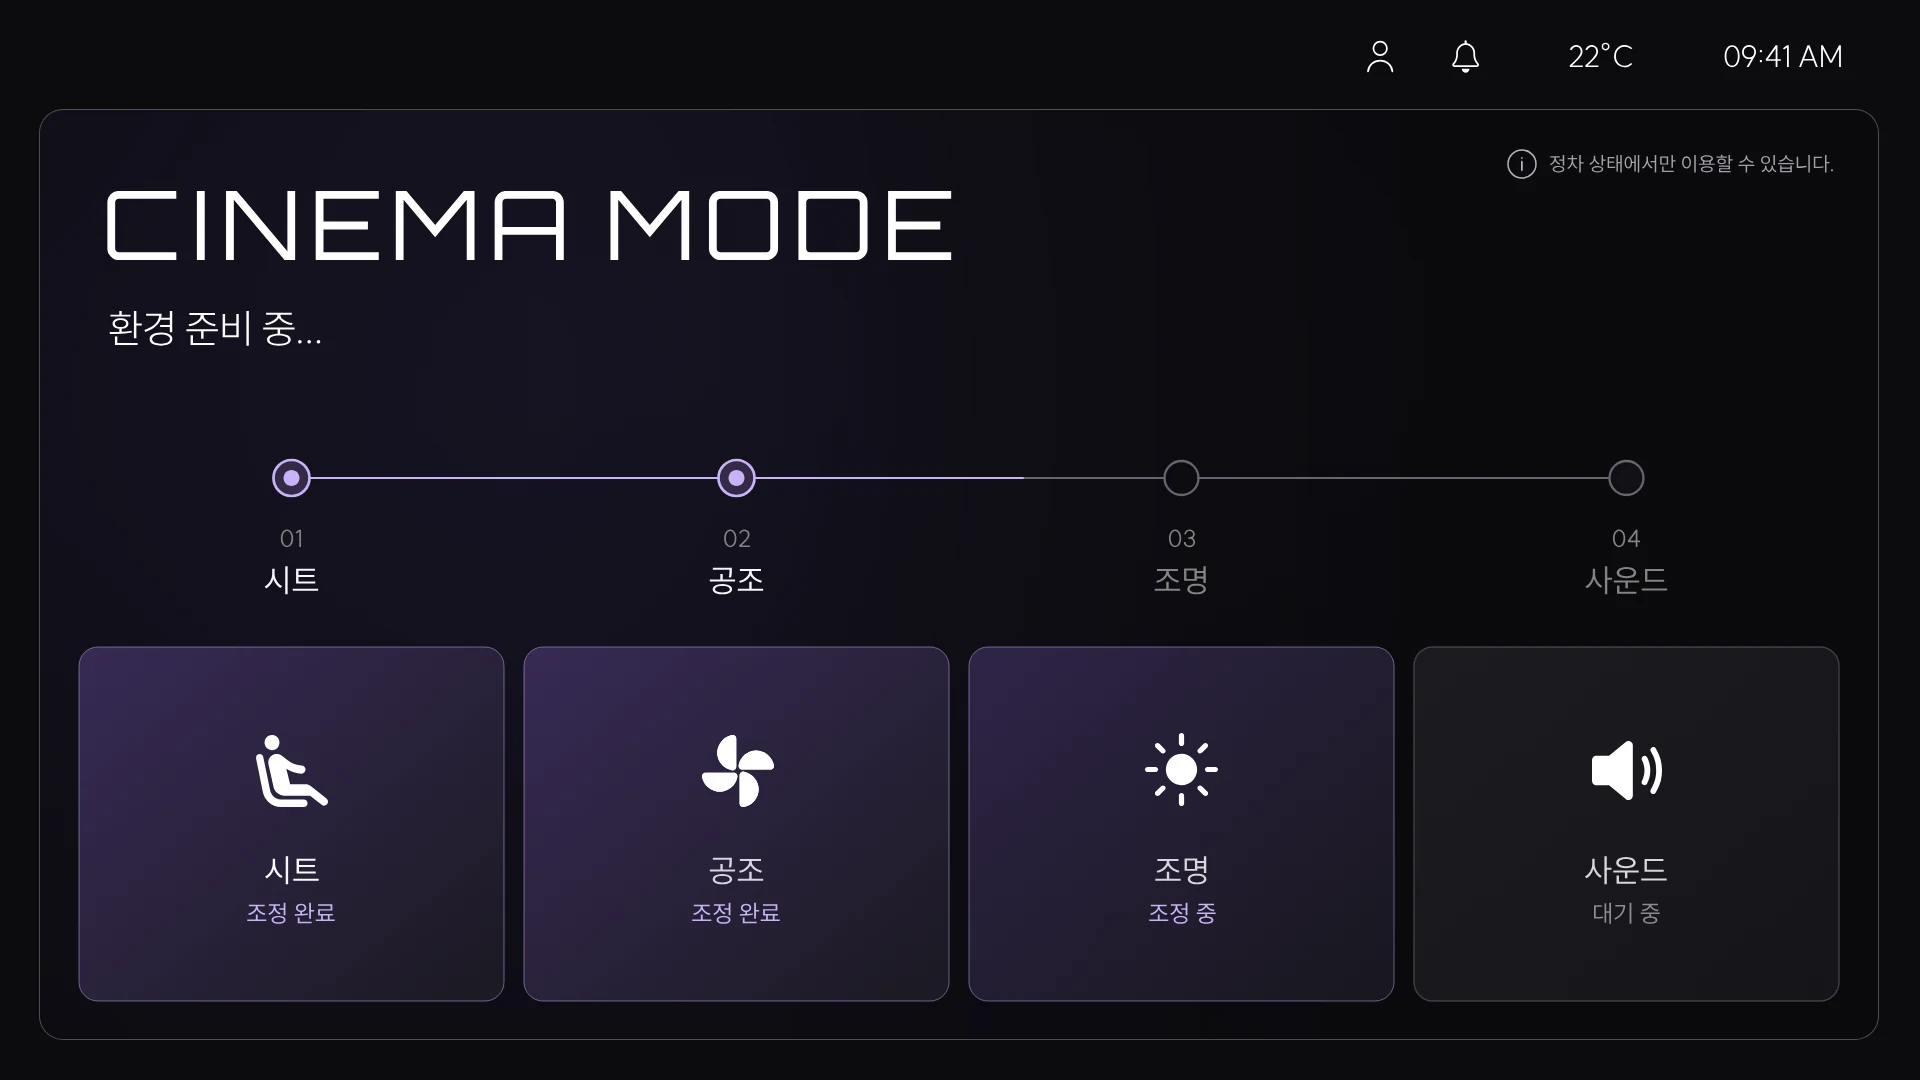 22°C
09:41 AM
정차 상태에서만 이용할 수 있습니다.
CINEMA MODE
환경 준비 중...
01
시트
02
공조
03
조명
04
사운드
시트
조정 완료
공조
조정 완료
조명
조정 중
사운드
대기 중